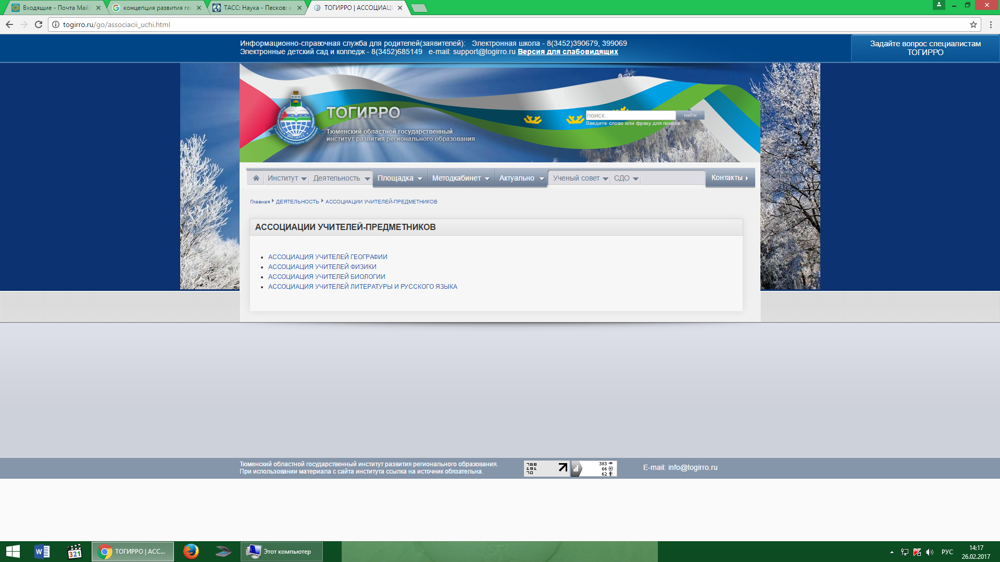 Входящие - Почта Mail.
концепция развития гео
ТАСС: Наука - Песков:
ТОГИРРО | АССОЦИАЦ
togirro.ru/go/associacii_uchi.html
Информационно-справочная служба для родителей(заявителей): Электронная школа - 8(3452)390679, 399069
Электронные детский сад и колледж - 8(3452)685149 e-mail: support@togirro.ru Версия для слабовидящих
Задайте вопрос специалистам
ТОГИРРО
ТОГИРРО
Тюменский областной государственный
институт развития регионального образования
поиск..
найти
Введите слово или фразу для поиска ->
Институт
Деятельность
Площадка
Методкабинет
Актуально
Ученый совет
СДО
Контакты
Главная
ДЕЯТЕЛЬНОСТЬ
АССОЦИАЦИИ УЧИТЕЛЕЙ-ПРЕДМЕТНИКОВ
АССОЦИАЦИИ УЧИТЕЛЕЙ-ПРЕДМЕТНИКОВ
АССОЦИАЦИЯ УЧИТЕЛЕЙ ГЕОГРАФИИ
АССОЦИАЦИЯ УЧИТЕЛЕЙ ФИЗИКИ
АССОЦИАЦИЯ УЧИТЕЛЕЙ БИОЛОГИИ
АССОЦИАЦИЯ УЧИТЕЛЕЙ ЛИТЕРАТУРЫ И РУССКОГО ЯЗЫКА
Тюменский областной государственный институт развития регионального образования.
При использовании материала с сайта института ссылка на источник обязательна.
768
191
70
383
66
62
E-mail: info@togirro.ru
321
ТОГИРРО | АСС...
Этот компьютер
РУС
14:17
26.02.2017